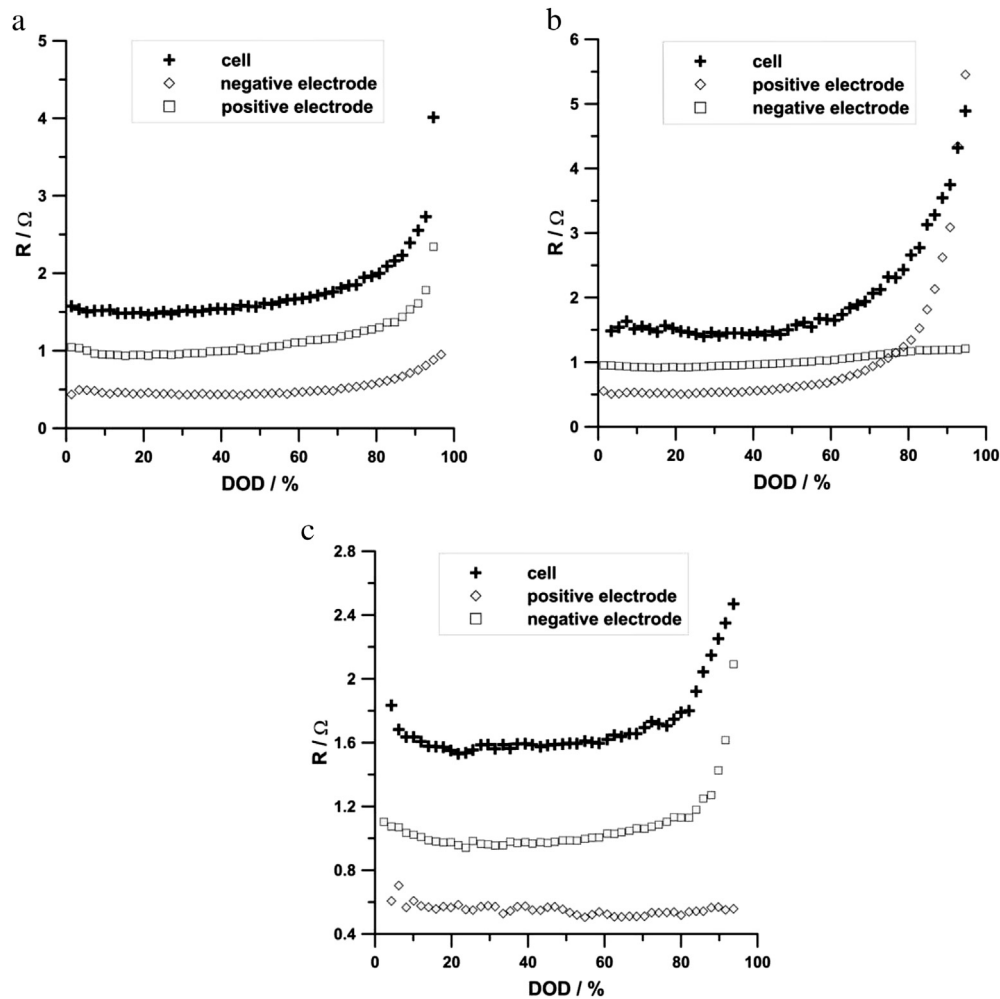 a
5
4
3
2
1
0
R / Ω
cell
negative electrode
positive electrode
0 20 40 60 80 100
DOD / %
b
6
5
4
3
2
1
0
R / Ω
cell
positive electrode
negative electrode
0 20 40 60 80 100
DOD / %
c
2.8
2.4
2
1.6
1.2
0.8
0.4
R / Ω
cell
positive electrode
negative electrode
0 20 40 60 80 100
DOD / %